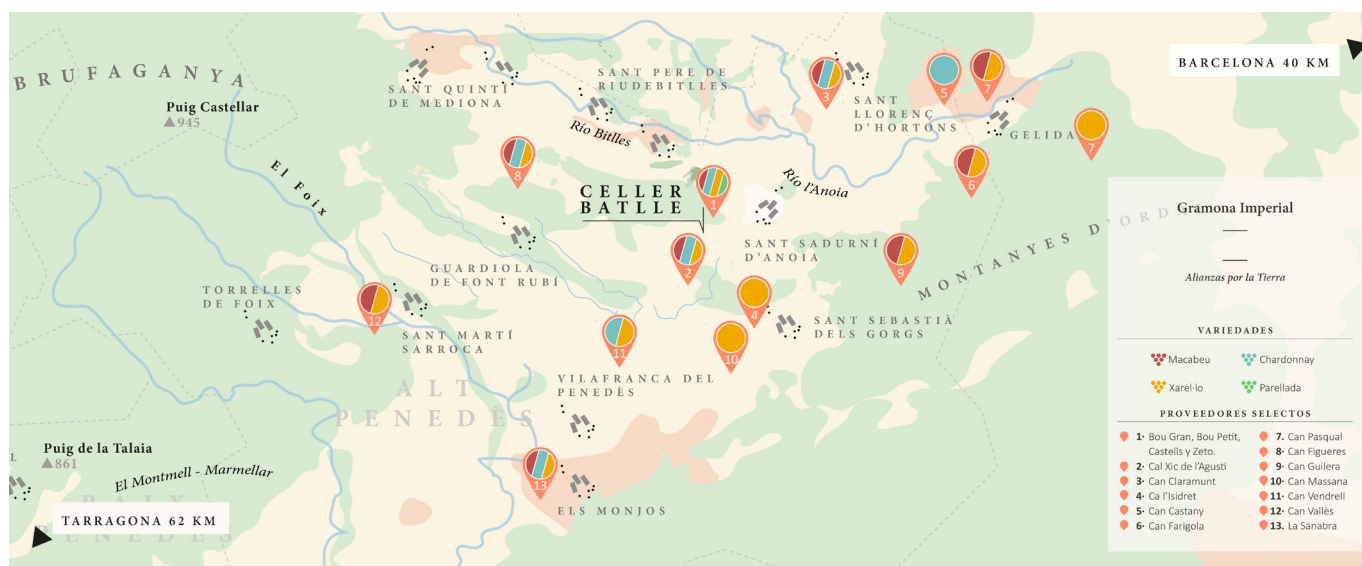 BRUFAGANYA
Puig Castellar
▲945
El Foix
SANT QUINTÍ
DE MEDIONA
SANT PERE DE
RIUDEBITLLES
Río Bitlles
3
SANT
LLORENÇ
D'HORTONS
5
7
GELIDA
7
6
BARCELONA 40 KM
8
CELLER
BATLLE
1
Río l'Anoia
2
SANT SADURNÍ
D'ANOIA
9
MONTANYES D'ORDAL
GUARDIOLA
DE FONT RUBÍ
TORRELLES
DE FOIX
12
SANT MARTÍ
SARROCA
11
4
10
SANT SEBASTIÀ
DELS GORGS
VILAFRANCA DEL
PENEDÈS
ALT
PENEDÈS
13
ELS MONJOS
Puig de la Talaia
▲861
El Montmell - Marmellar
BAIX
PENEDÈS
TARRAGONA 62 KM
Gramona Imperial
Alianzas por la Tierra
VARIEDADES
Macabeu
Chardonnay
Xarel·lo
Parellada
PROVEEDORES SELECTOS
1· Bou Gran, Bou Petit,
Castells y Zeto.
2· Cal Xic de l'Agustí
3· Can Claramunt
4· Ca l'Isidret
5· Can Castany
6· Can Farigola
7. Can Pasqual
8· Can Figueres
9· Can Guilera
10· Can Massana
11· Can Vendrell
12· Can Vallès
13. La Sanabra